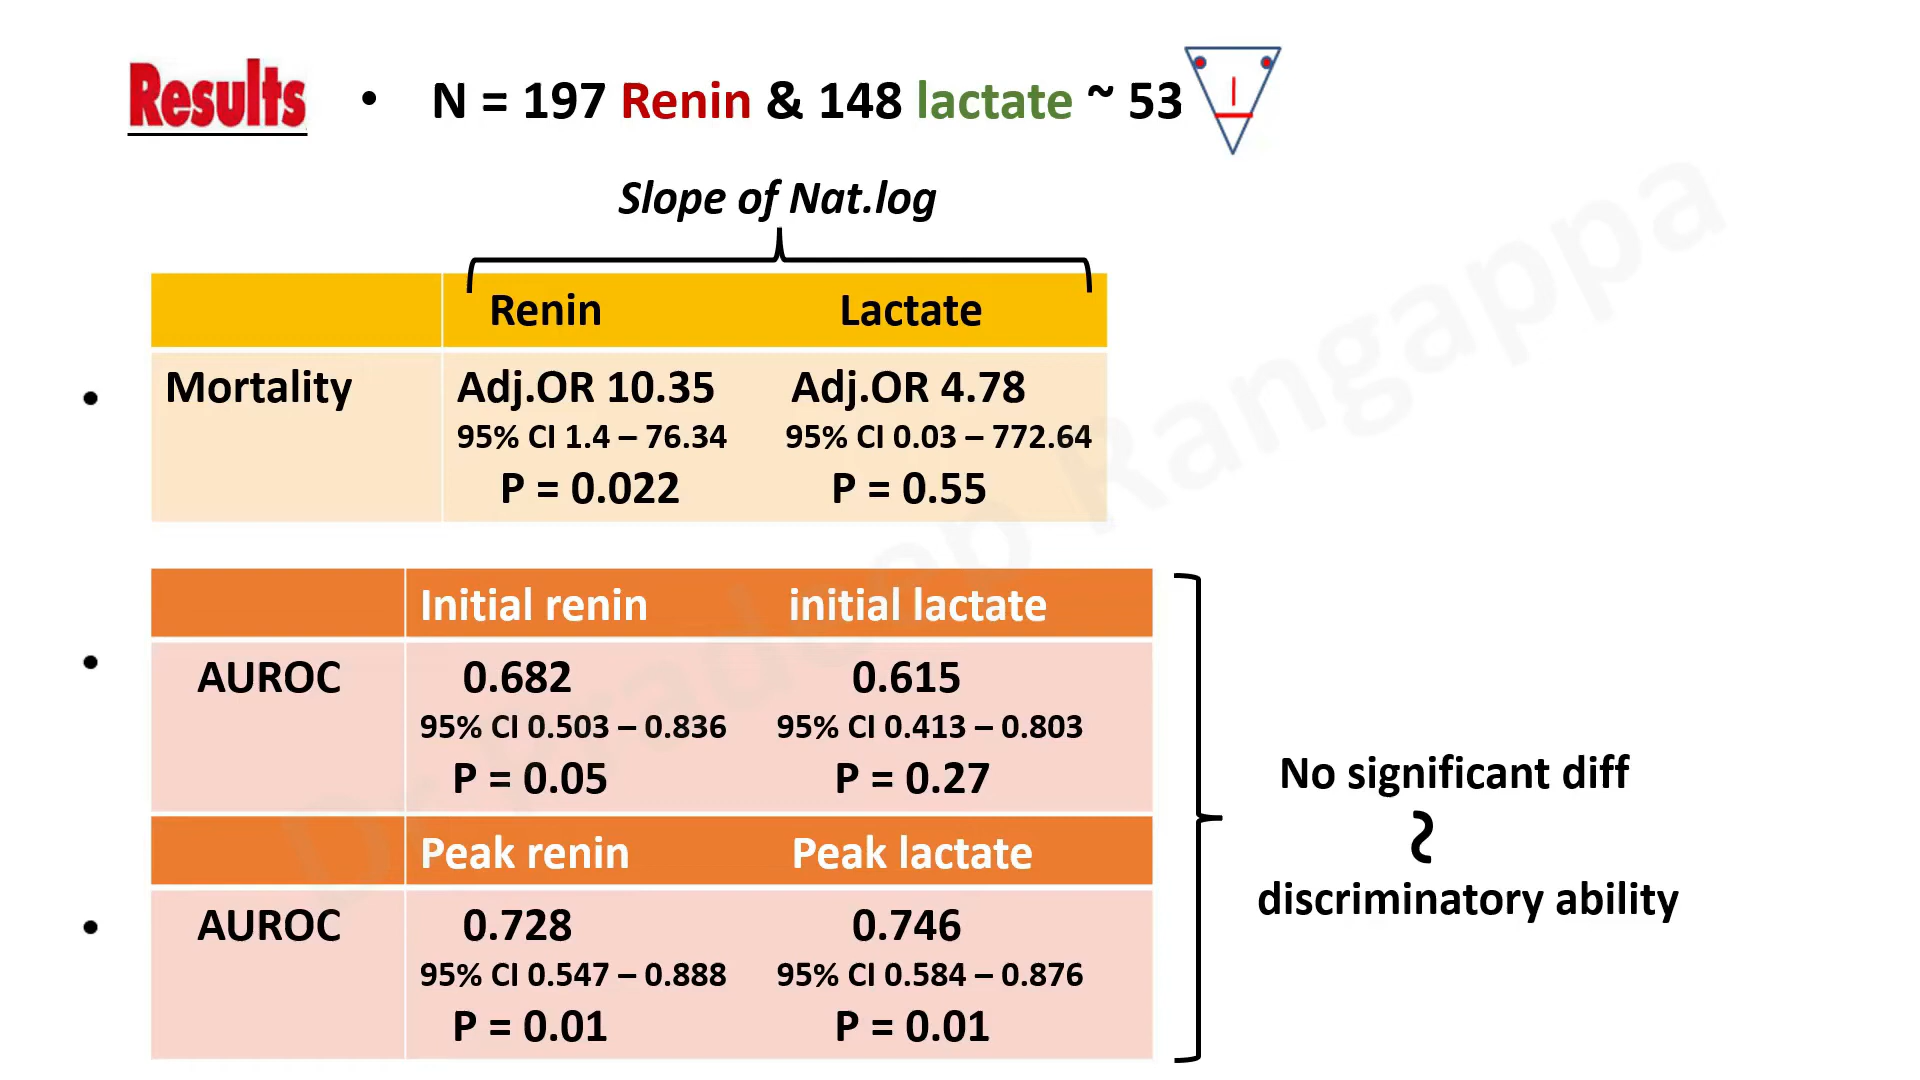 Results
• N = 197 Renin & 148 lactate ~ 53
Slope of Nat.log
Renin Lactate
• Mortality Adj.OR 10.35 Adj.OR 4.78
95% CI 1.4 – 76.34 95% CI 0.03 – 772.64
P = 0.022 P = 0.55
Initial renin initial lactate
• AUROC 0.682 0.615
95% CI 0.503 – 0.836 95% CI 0.413 – 0.803
P = 0.05 P = 0.27
Peak renin Peak lactate
• AUROC 0.728 0.746
95% CI 0.547 – 0.888 95% CI 0.584 – 0.876
P = 0.01 P = 0.01
No significant diff
~
discriminatory ability
Dr. Pradeep Rangappa